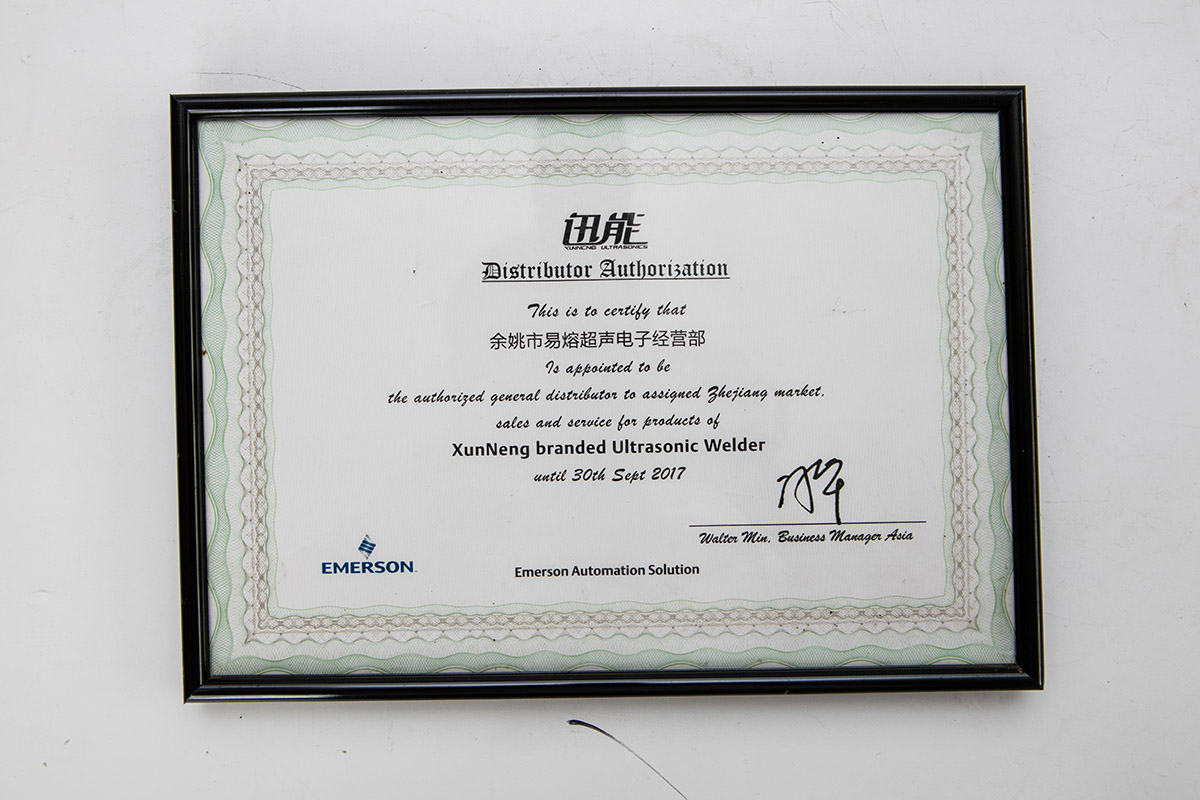 迅能
XUNNENG ULTRASONICS
Distributor Authorization
This is to certify that
余姚市易熔超声电子经营部
Is appointed to be
the authorized general distributor to assigned Zhejiang market,
sales and service for products of
XunNeng branded Ultrasonic Welder
until 30th Sept 2017
Walter Min, Business Manager Asia
EMERSON
Emerson Automation Solution